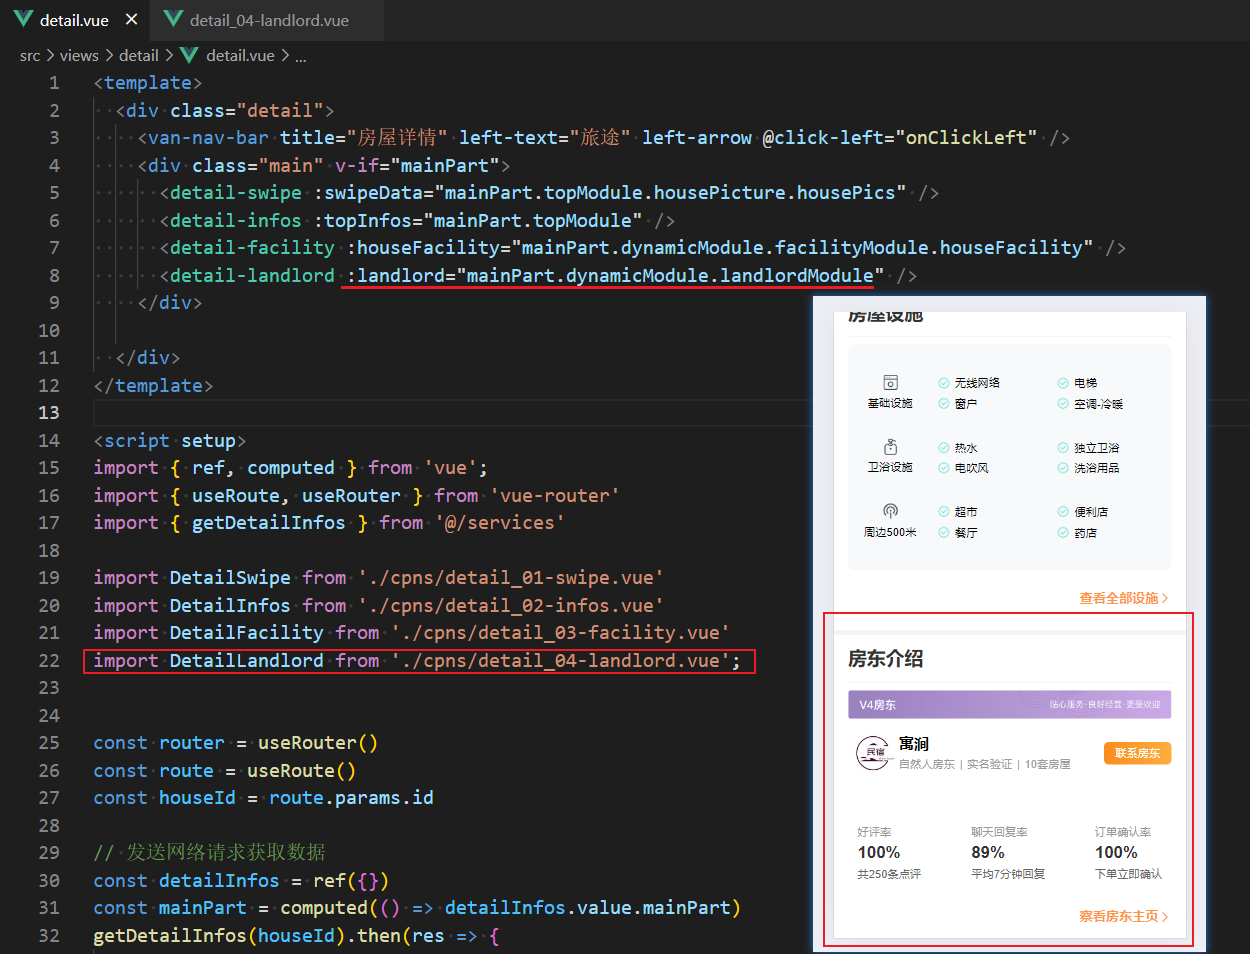 detail.vue
detail_04-landlord.vue
src > views > detail > detail.vue > ...
1 <template>
2 <div class="detail">
3 <van-nav-bar title="房屋详情" left-text="旅途" left-arrow @click-left="onClickLeft" />
4 <div class="main" v-if="mainPart">
5 <detail-swipe :swipeData="mainPart.topModule.housePicture.housePics" />
6 <detail-infos :topInfos="mainPart.topModule" />
7 <detail-facility :houseFacility="mainPart.dynamicModule.facilityModule.houseFacility" />
8 <detail-landlord :landlord="mainPart.dynamicModule.landlordModule" />
9 </div>
10
11 </div>
12 </template>
13
14 <script setup>
15 import { ref, computed } from 'vue';
16 import { useRoute, useRouter } from 'vue-router'
17 import { getDetailInfos } from '@/services'
18
19 import DetailSwipe from './cpns/detail_01-swipe.vue'
20 import DetailInfos from './cpns/detail_02-infos.vue'
21 import DetailFacility from './cpns/detail_03-facility.vue'
22 import DetailLandlord from './cpns/detail_04-landlord.vue';
23
24
25 const router = useRouter()
26 const route = useRoute()
27 const houseId = route.params.id
28
29 // 发送网络请求获取数据
30 const detailInfos = ref({})
31 const mainPart = computed(() => detailInfos.value.mainPart)
32 getDetailInfos(houseId).then(res => {
房屋设施
基础设施
无线网络
电梯
窗户
空调-冷暖
卫浴设施
热水
独立卫浴
电吹风
洗浴用品
周边500米
超市
便利店
餐厅
药店
查看全部设施 >
房东介绍
V4房东
贴心服务·良好经营·更受欢迎
民宿
寓润
自然人房东 | 实名验证 | 10套房屋
联系房东
好评率
聊天回复率
订单确认率
100%
89%
100%
共250条点评
平均7分钟回复
下单立即确认
察看房东主页 >